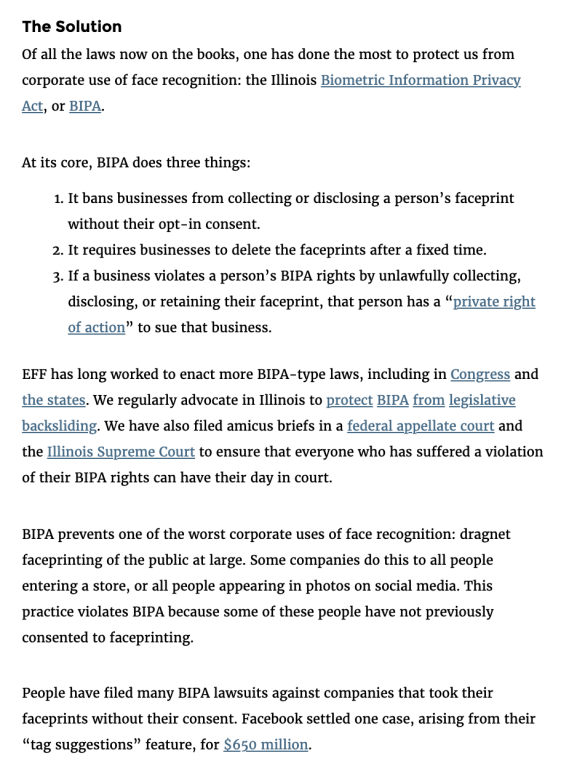 The Solution
Of all the laws now on the books, one has done the most to protect us from
corporate use of face recognition: the Illinois Biometric Information Privacy
Act, or BIPA.
At its core, BIPA does three things:
1. It bans businesses from collecting or disclosing a person’s faceprint
without their opt-in consent.
2. It requires businesses to delete the faceprints after a fixed time.
3. If a business violates a person’s BIPA rights by unlawfully collecting,
disclosing, or retaining their faceprint, that person has a “private right
of action” to sue that business.
EFF has long worked to enact more BIPA-type laws, including in Congress and
the states. We regularly advocate in Illinois to protect BIPA from legislative
backsliding. We have also filed amicus briefs in a federal appellate court and
the Illinois Supreme Court to ensure that everyone who has suffered a violation
of their BIPA rights can have their day in court.
BIPA prevents one of the worst corporate uses of face recognition: dragnet
faceprinting of the public at large. Some companies do this to all people
entering a store, or all people appearing in photos on social media. This
practice violates BIPA because some of these people have not previously
consented to faceprinting.
People have filed many BIPA lawsuits against companies that took their
faceprints without their consent. Facebook settled one case, arising from their
“tag suggestions” feature, for $650 million.